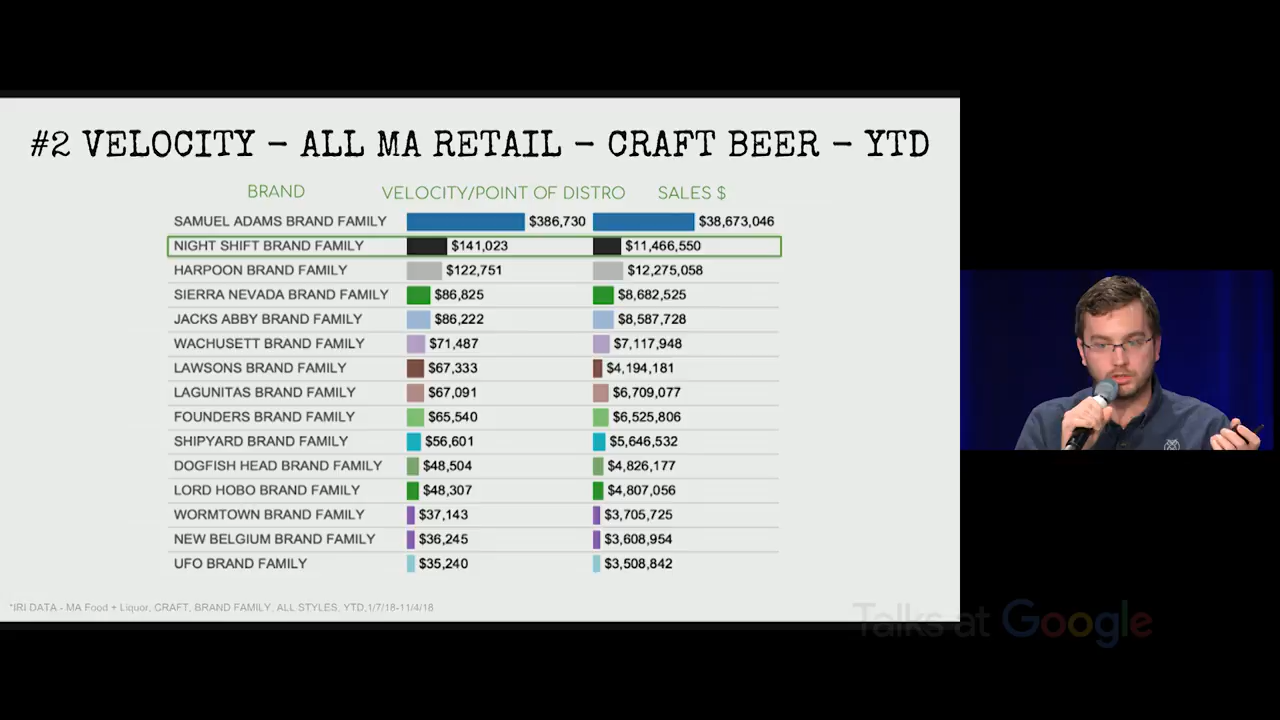 #2 VELOCITY – ALL MA RETAIL – CRAFT BEER – YTD
BRAND VELOCITY/POINT OF DISTRO SALES $
SAMUEL ADAMS BRAND FAMILY $386,730 $38,673,046
NIGHT SHIFT BRAND FAMILY $141,023 $11,466,550
HARPOON BRAND FAMILY $122,751 $12,275,058
SIERRA NEVADA BRAND FAMILY $86,825 $8,682,525
JACKS ABBY BRAND FAMILY $86,222 $8,587,728
WACHUSETT BRAND FAMILY $71,487 $7,117,948
LAWSONS BRAND FAMILY $67,333 $4,194,181
LAGUNITAS BRAND FAMILY $67,091 $6,709,077
FOUNDERS BRAND FAMILY $65,540 $6,525,806
SHIPYARD BRAND FAMILY $56,601 $5,646,532
DOGFISH HEAD BRAND FAMILY $48,504 $4,826,177
LORD HOBO BRAND FAMILY $48,307 $4,807,056
WORMTOWN BRAND FAMILY $37,143 $3,705,725
NEW BELGIUM BRAND FAMILY $36,245 $3,608,954
UFO BRAND FAMILY $35,240 $3,508,842
*IRI DATA - MA Food + Liquor, CRAFT, BRAND FAMILY, ALL STYLES, YTD,1/7/18-11/4/18
Talks at Google